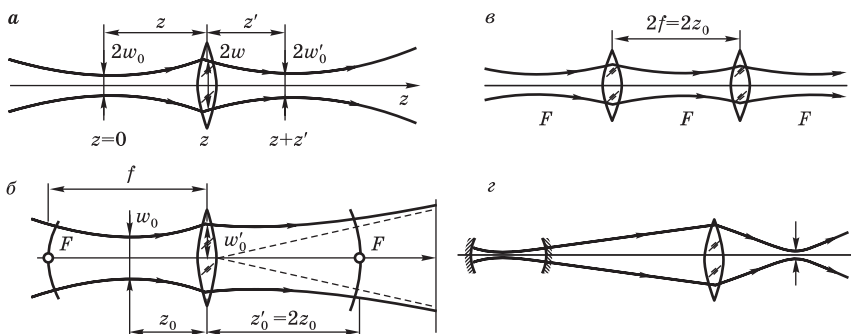 а
z
z′
2w₀
2w
2w′₀
z
z=0
z
z+z′
в
2f=2z₀
F
F
F
б
f
w₀
F
w′₀
F
z₀
z′₀=2z₀
г